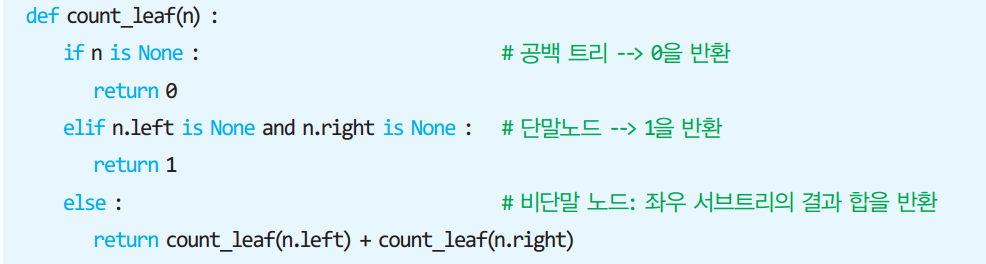 def count_leaf(n) :
if n is None : # 공백 트리 --> 0을 반환
return 0
elif n.left is None and n.right is None : # 단말노드 --> 1을 반환
return 1
else : # 비단말 노드: 좌우 서브트리의 결과 합을 반환
return count_leaf(n.left) + count_leaf(n.right)